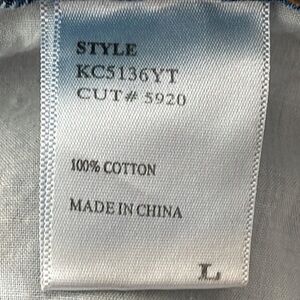 STYLE
KC5136YT
CUT# 5920
100% COTTON
MADE IN CHINA
L